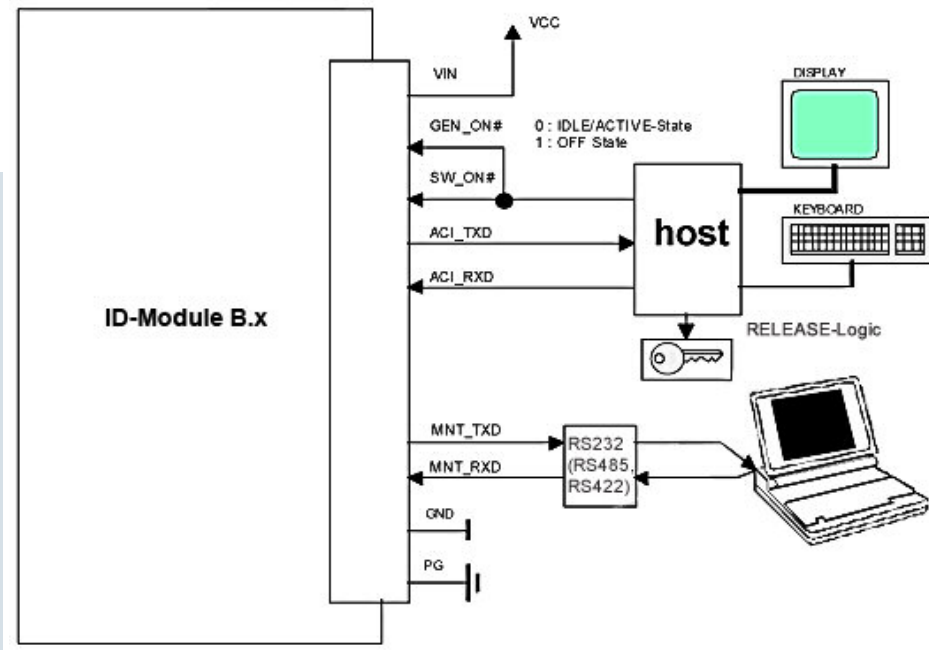 VCC
VIN
DISPLAY
GEN_ON#
0 : IDLE/ACTIVE-State
1 : OFF State
SW_ON#
host
KEYBOARD
ACI_TXD
ACI_RXD
ID-Module B.x
RELEASE-Logic
MNT_TXD
RS232
(RS485,
RS422)
MNT_RXD
GND
PG